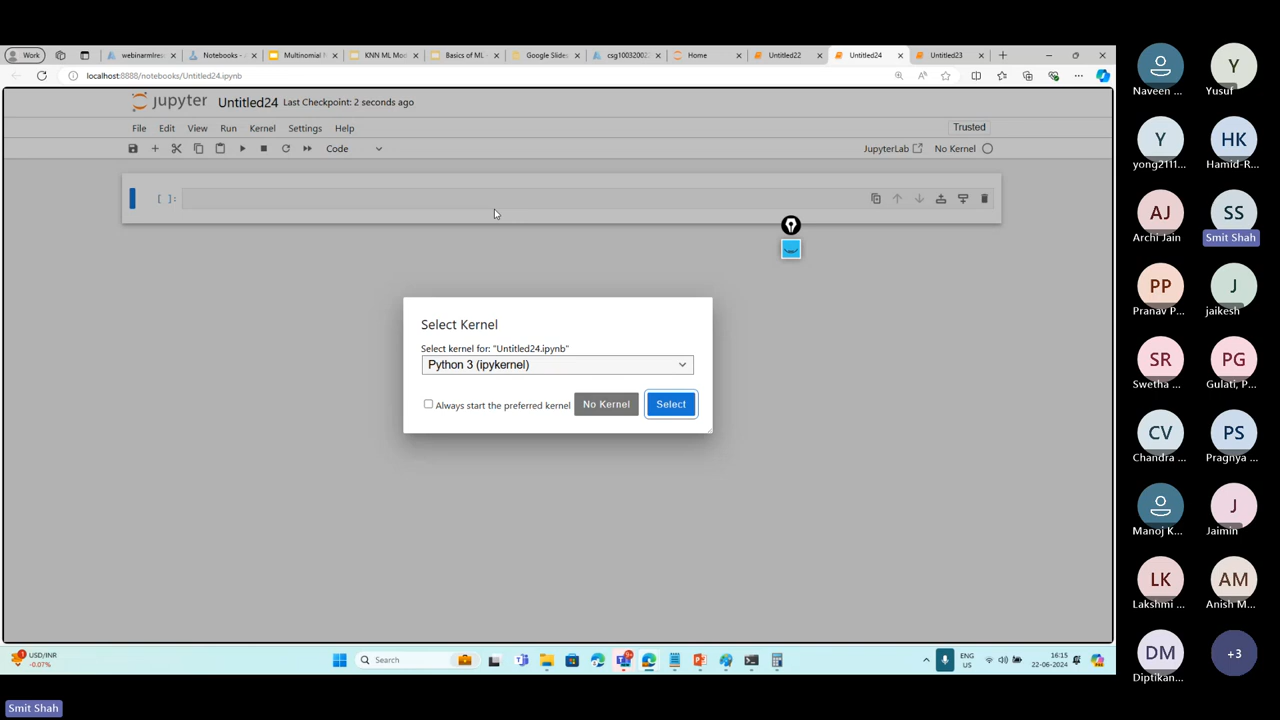 Work
webinarmlres
Notebooks -
Multinomial
KNN ML Mo
Basics of ML -
Google Slides
csg1003200
Home
Untitled22
Untitled24
Untitled23
localhost:8888/notebooks/Untitled24.ipynb
jupyter Untitled24 Last Checkpoint: 2 seconds ago
File Edit View Run Kernel Settings Help
Trusted
Code
JupyterLab
No Kernel
[ ]:
Select Kernel
Select kernel for: "Untitled24.ipynb"
Python 3 (ipykernel)
Always start the preferred kernel
No Kernel
Select
Naveen ...
Y
Yusuf
Y
yong2111...
HK
Hamid-R...
AJ
Archi Jain
SS
Smit Shah
PP
Pranav P...
J
jaikesh
SR
Swetha ...
PG
Gulati, P...
CV
Chandra ...
PS
Pragnya ...
Manoj K...
J
Jaimin
LK
Lakshmi ...
AM
Anish M...
DM
Diptikan...
+3
USD/INR
-0.07%
Search
ENG
US
16:15
22-06-2024
Smit Shah